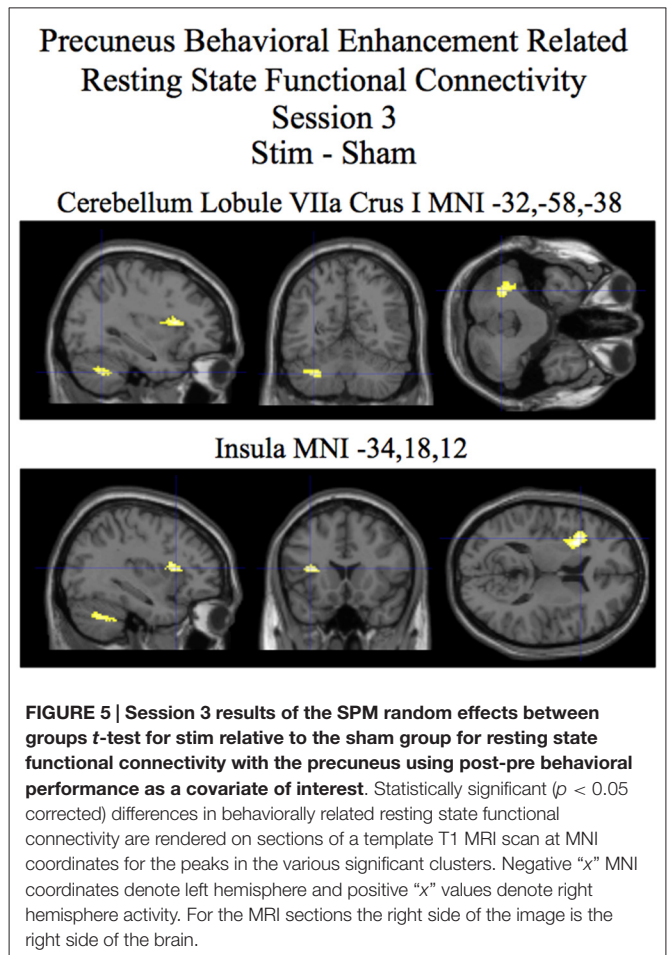 Precuneus Behavioral Enhancement Related
Resting State Functional Connectivity
Session 3
Stim - Sham
Cerebellum Lobule VIIa Crus I MNI -32,-58,-38
Insula MNI -34,18,12
FIGURE 5 | Session 3 results of the SPM random effects between
groups t-test for stim relative to the sham group for resting state
functional connectivity with the precuneus using post-pre behavioral
performance as a covariate of interest. Statistically significant (p < 0.05
corrected) differences in behaviorally related resting state functional
connectivity are rendered on sections of a template T1 MRI scan at MNI
coordinates for the peaks in the various significant clusters. Negative “x” MNI
coordinates denote left hemisphere and positive “x” values denote right
hemisphere activity. For the MRI sections the right side of the image is the
right side of the brain.